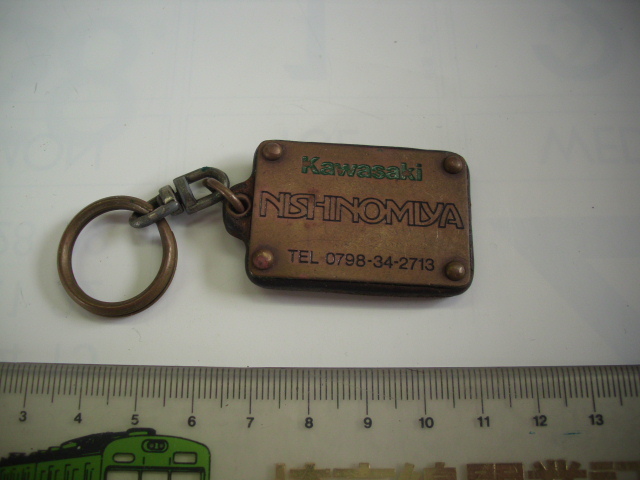 Kawasaki
NISHINOMIYA
TEL 0798-34-2713
3 4 5 6 7 8 9 10 11 12 13